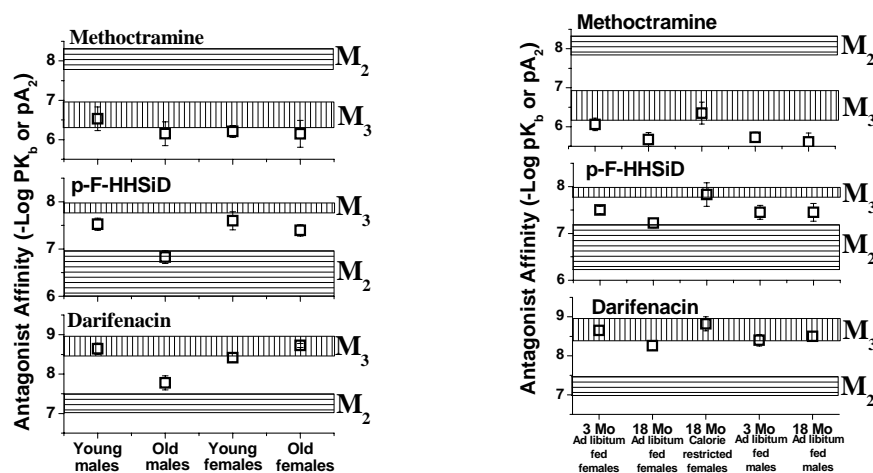 Methoctramine
8
7
6
M2
M3
p-F-HHSiD
8
7
6
M3
M2
Darifenacin
9
8
7
M3
M2
Antagonist Affinity (-Log PKb or pA2)
Young males
Old males
Young females
Old females
Methoctramine
8
7
6
M2
M3
p-F-HHSiD
8
7
6
M3
M2
Darifenacin
9
8
7
M3
M2
Antagonist Affinity (-Log pKb or pA2)
3 Mo Ad libitum fed females
18 Mo Ad libitum fed females
18 Mo Calorie restricted females
3 Mo Ad libitum fed males
18 Mo Ad libitum fed males